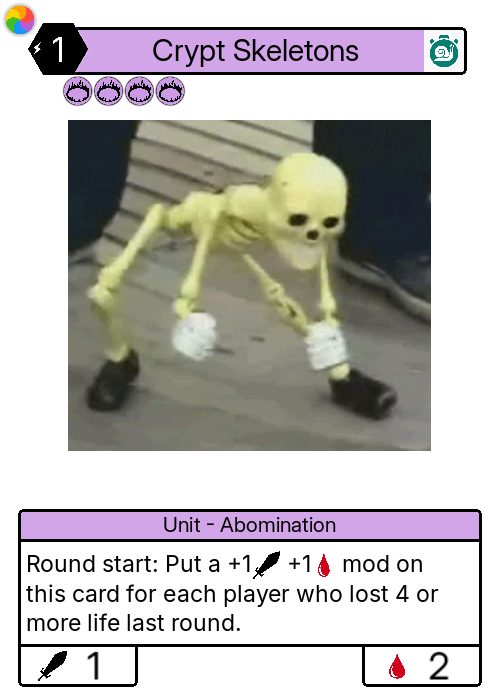 1 Crypt Skeletons
Unit - Abomination
Round start: Put a +1 +1 mod on
this card for each player who lost 4 or
more life last round.
1 2